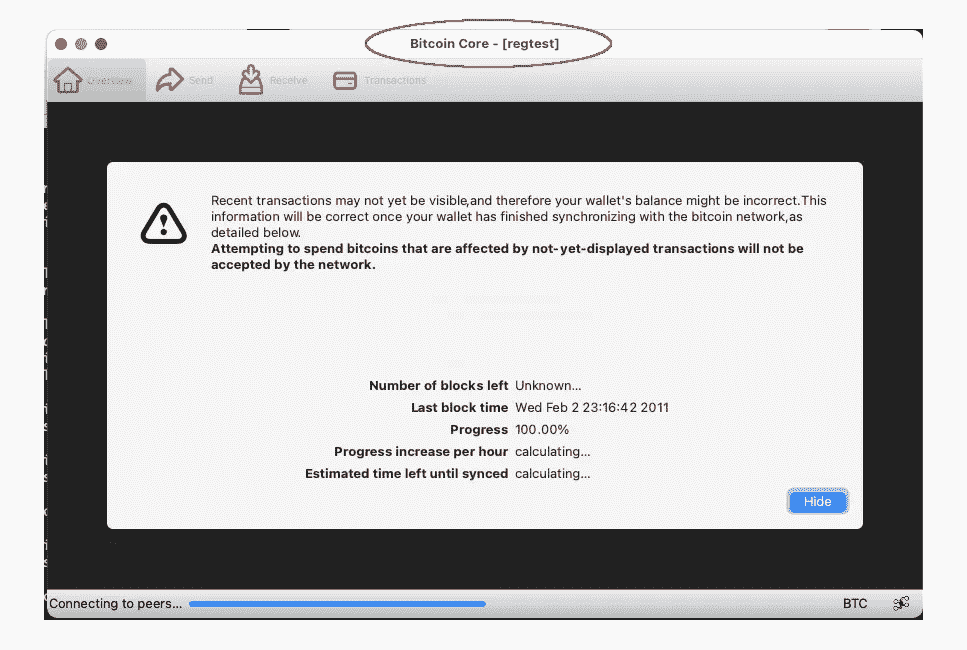 Bitcoin Core - [regtest]
Overview Send Receive Transactions
Recent transactions may not yet be visible,and therefore your wallet's balance might be incorrect.This
information will be correct once your wallet has finished synchronizing with the bitcoin network,as
detailed below.
Attempting to spend bitcoins that are affected by not-yet-displayed transactions will not be
accepted by the network.
Number of blocks left Unknown...
Last block time Wed Feb 2 23:16:42 2011
Progress 100.00%
Progress increase per hour calculating...
Estimated time left until synced calculating...
Hide
Connecting to peers... BTC